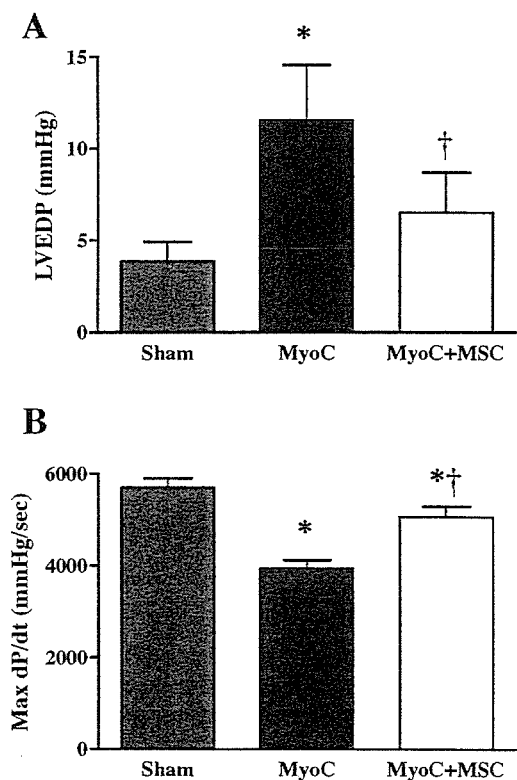 A
LVEDP (mmHg)
15
10
5
0
*
†
Sham MyoC MyoC+MSC
B
Max dP/dt (mmHg/sec)
6000
4000
2000
0
*
*†
Sham MyoC MyoC+MSC